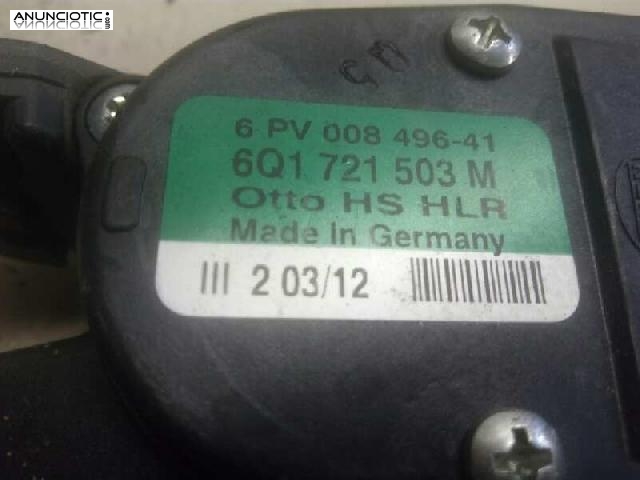 ANUNCIOTIC
.com
6 PV 008 496-41
6Q1 721 503 M
Otto HS HLR
Made In Germany
III 2 03/12